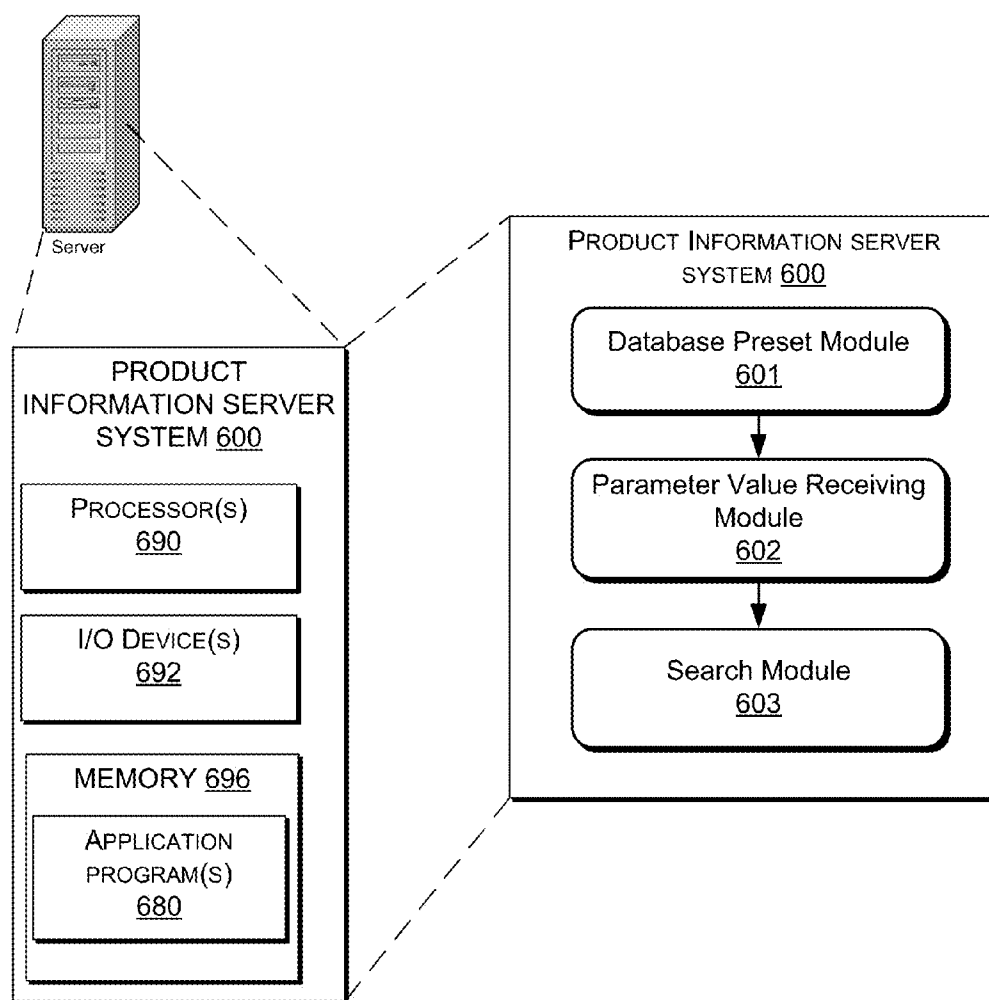 Server
PRODUCT
INFORMATION SERVER
SYSTEM 600
PROCESSOR(S)
690
I/O DEVICE(S)
692
MEMORY 696
APPLICATION
PROGRAM(S)
680
PRODUCT INFORMATION SERVER
SYSTEM 600
Database Preset Module
601
Parameter Value Receiving
Module
602
Search Module
603